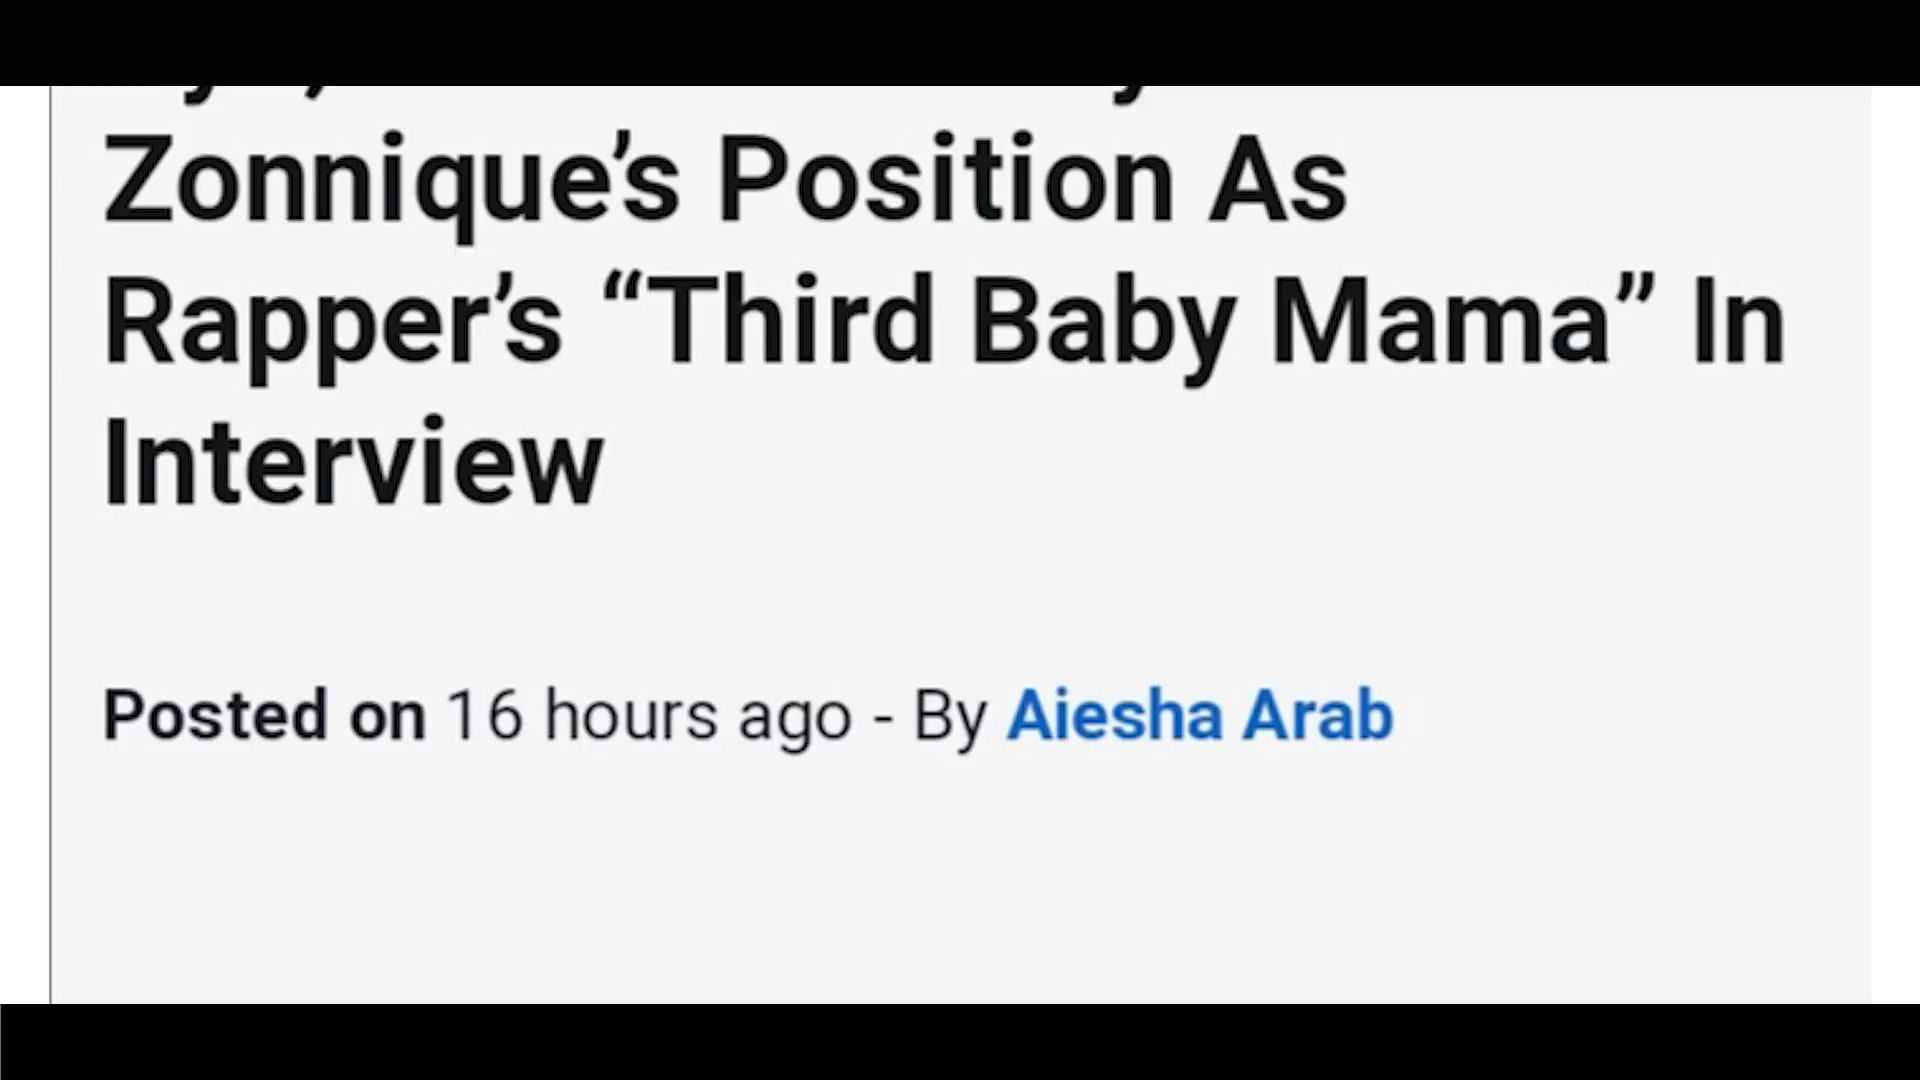 Zonnique’s Position As
Rapper’s “Third Baby Mama” In
Interview
Posted on 16 hours ago - By Aiesha Arab